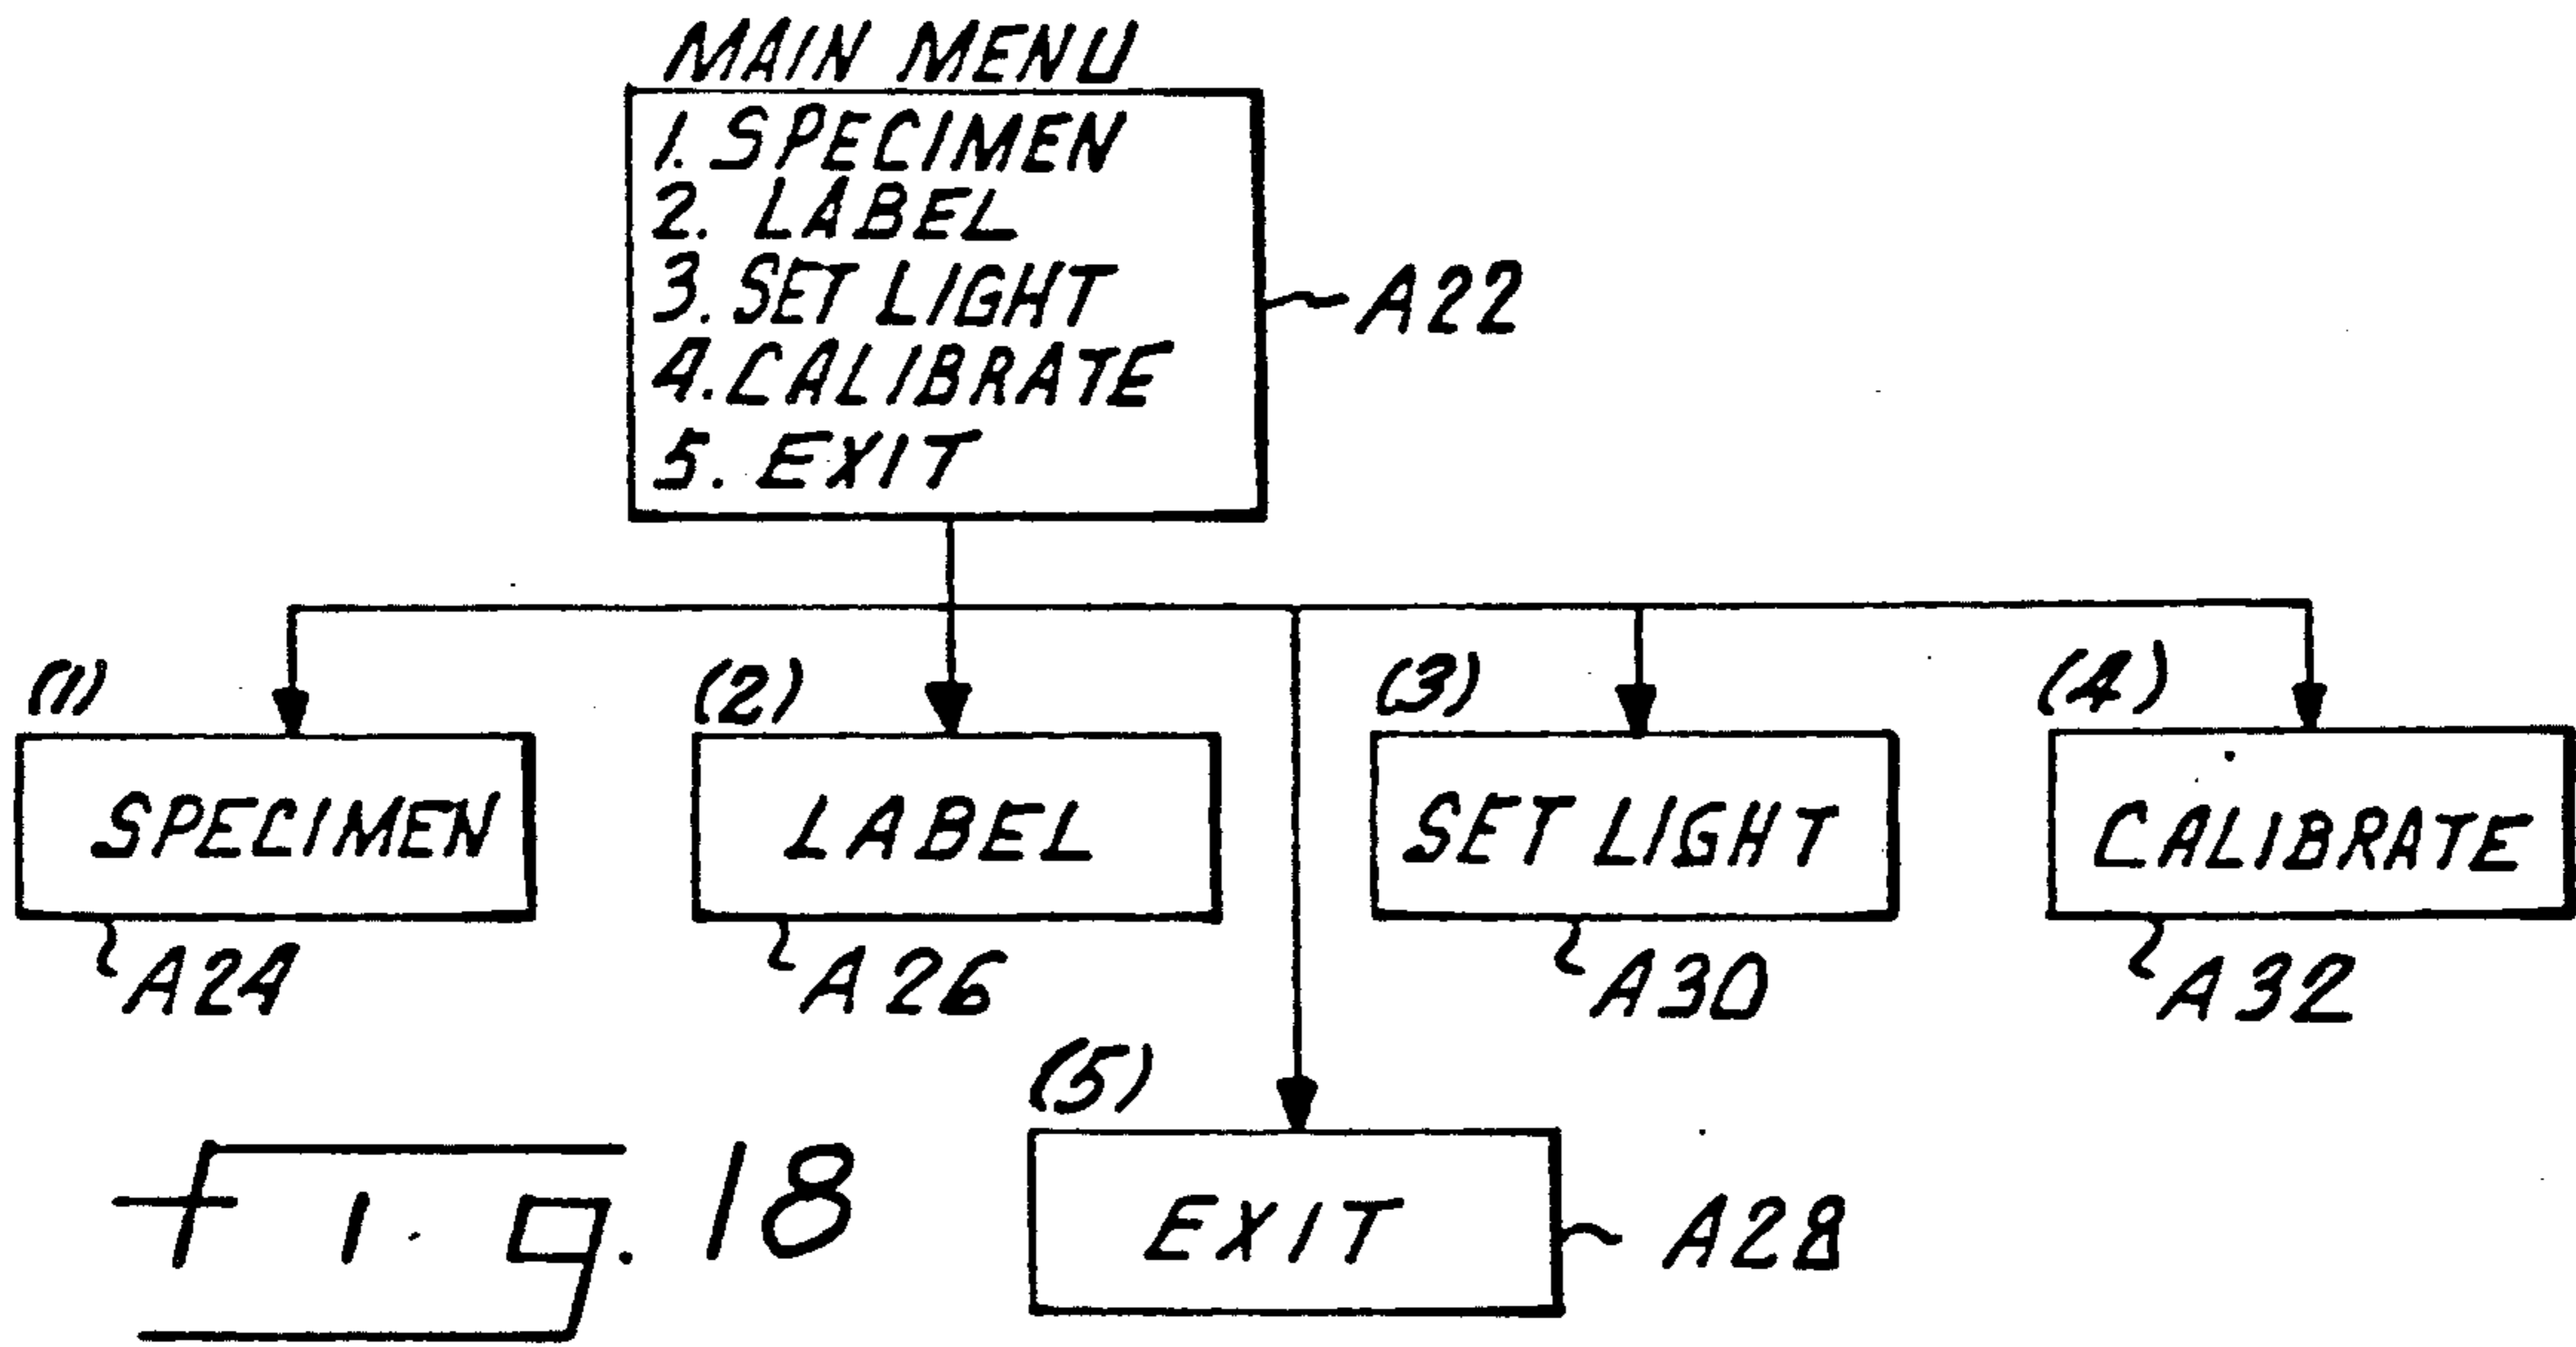 MAIN MENU
1. SPECIMEN
2. LABEL
3. SET LIGHT
4. CALIBRATE
5. EXIT
A22
(1)
(2)
(3)
(4)
SPECIMEN
LABEL
SET LIGHT
CALIBRATE
A24
A26
A30
A32
(5)
EXIT
A28
Fig. 18